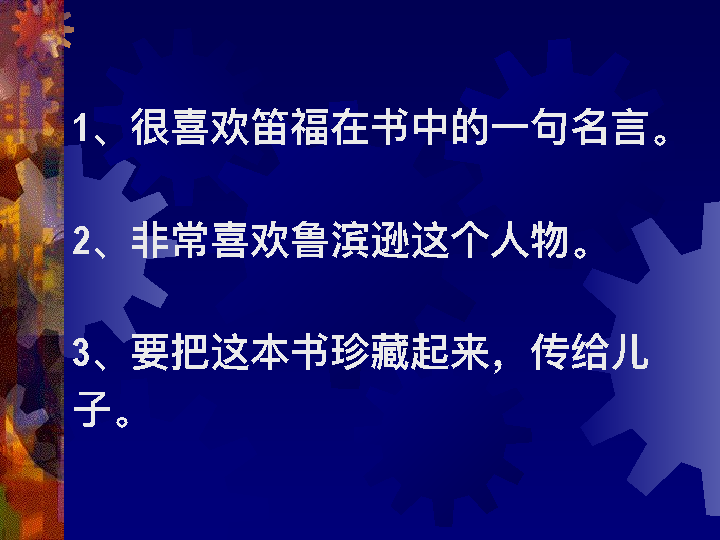 1、很喜欢笛福在书中的一句名言。
2、非常喜欢鲁滨逊这个人物。
3、要把这本书珍藏起来，传给儿
子。